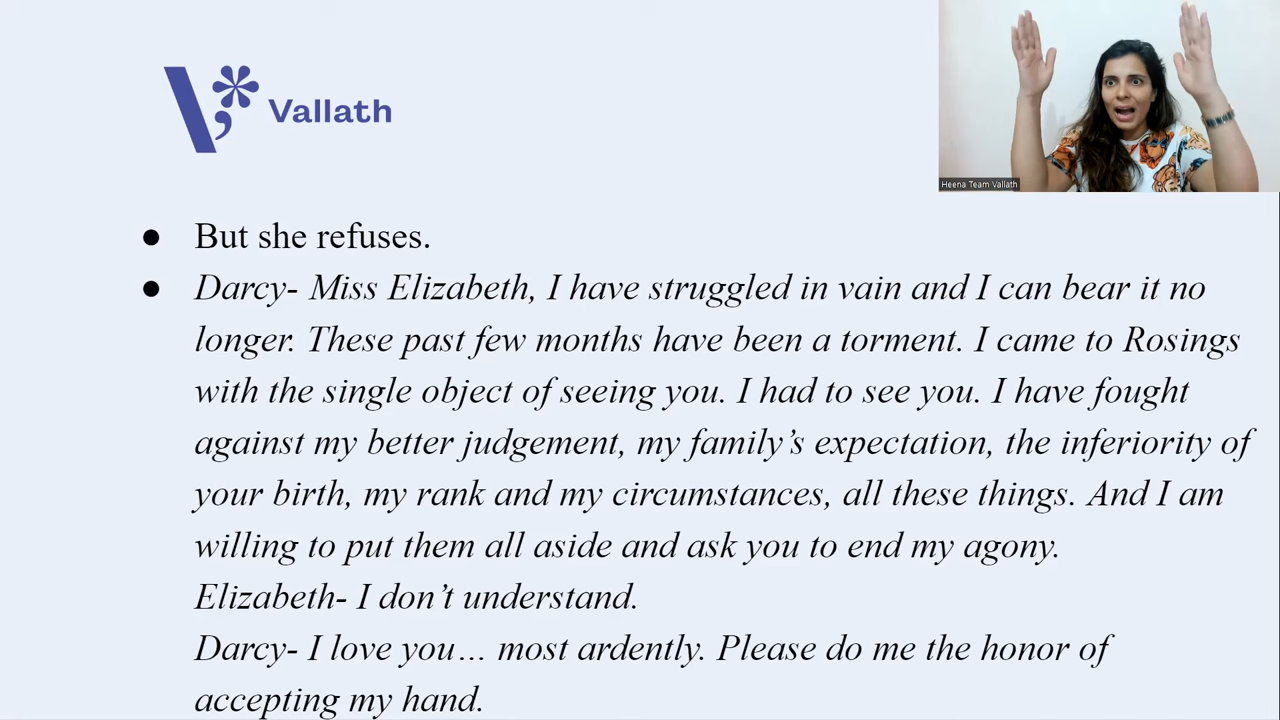 Vallath
Heena Team Vallath
● But she refuses.
● Darcy- Miss Elizabeth, I have struggled in vain and I can bear it no
longer. These past few months have been a torment. I came to Rosings
with the single object of seeing you. I had to see you. I have fought
against my better judgement, my family’s expectation, the inferiority of
your birth, my rank and my circumstances, all these things. And I am
willing to put them all aside and ask you to end my agony.
Elizabeth- I don’t understand.
Darcy- I love you… most ardently. Please do me the honor of
accepting my hand.